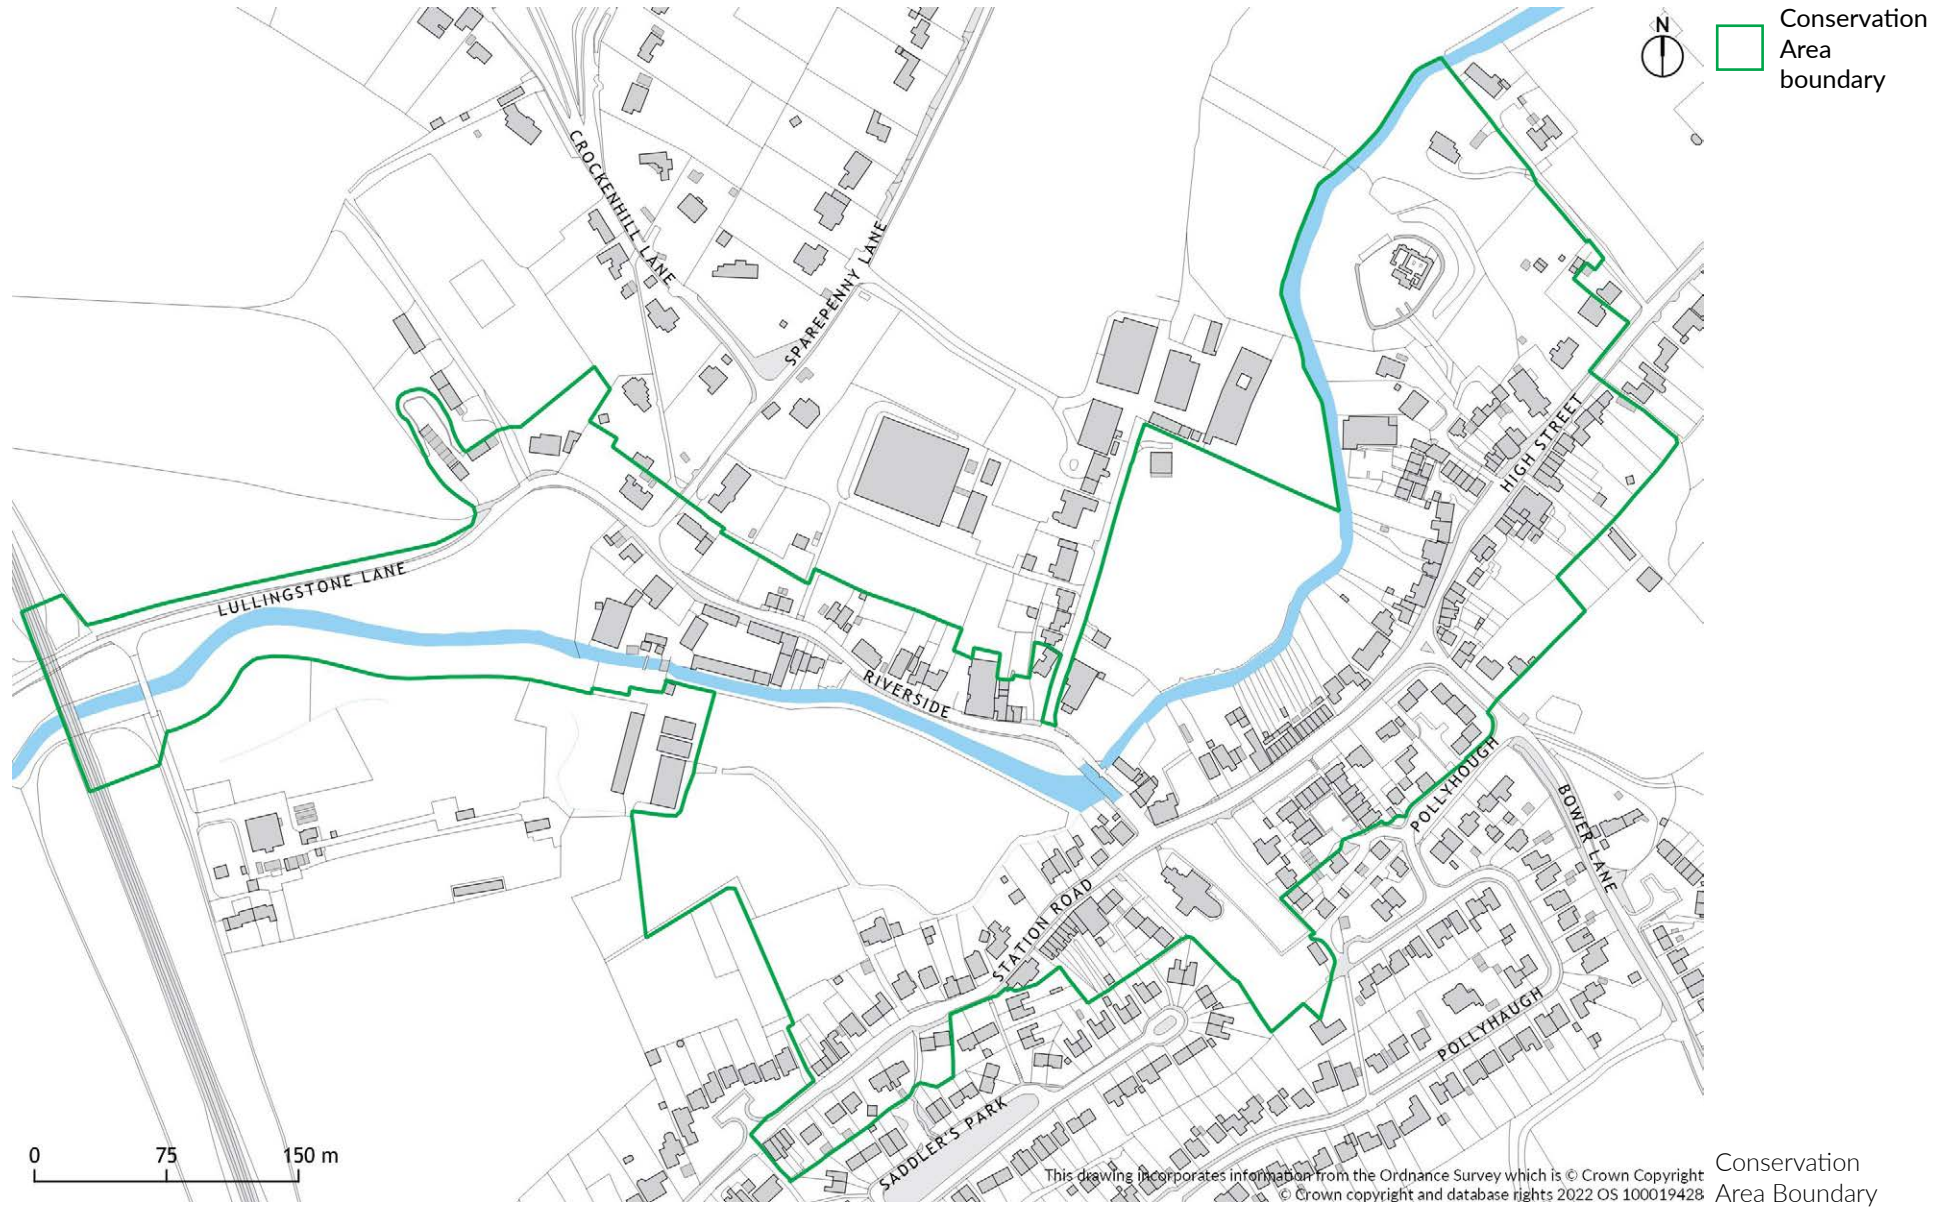 N
Conservation
Area
boundary
CROCKENHILL LANE
SPAREPENNY LANE
HIGH STREET
LULLINGSTONE LANE
RIVERSIDE
POLLYHOUGH
BOWER LANE
STATION ROAD
POLLYHAUGH
SADDLER'S PARK
0 75 150 m
This drawing incorporates information from the Ordnance Survey which is © Crown Copyright
© Crown copyright and database rights 2022 OS 100019428
Conservation
Area Boundary